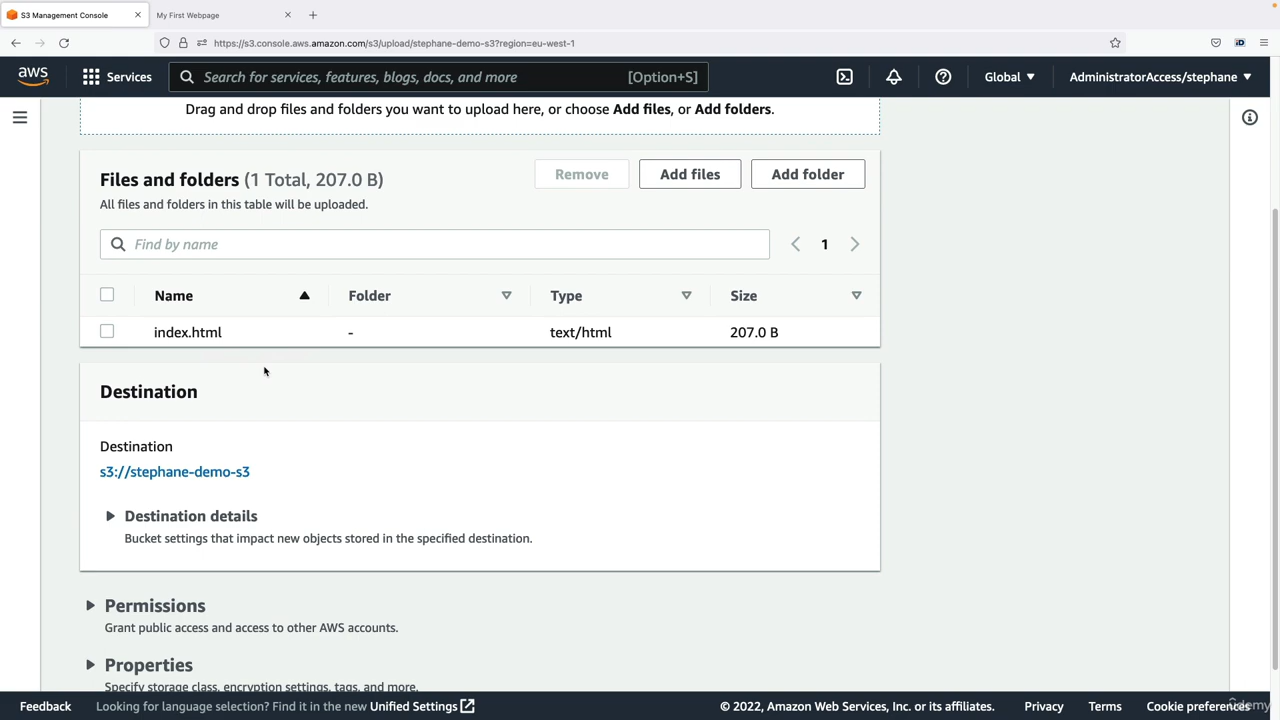 S3 Management Console
My First Webpage
https://s3.console.aws.amazon.com/s3/upload/stephane-demo-s3?region=eu-west-1
aws
Services
Search for services, features, blogs, docs, and more
[Option+S]
Global
AdministratorAccess/stephane
Drag and drop files and folders you want to upload here, or choose Add files, or Add folders.
Files and folders (1 Total, 207.0 B)
Remove
Add files
Add folder
All files and folders in this table will be uploaded.
Find by name
1
Name
Folder
Type
Size
index.html
-
text/html
207.0 B
Destination
Destination
s3://stephane-demo-s3
Destination details
Bucket settings that impact new objects stored in the specified destination.
Permissions
Grant public access and access to other AWS accounts.
Properties
Specify storage class, encryption settings, tags, and more.
Feedback
Looking for language selection? Find it in the new Unified Settings
© 2022, Amazon Web Services, Inc. or its affiliates.
Privacy
Terms
Cookie preferences
Udemy